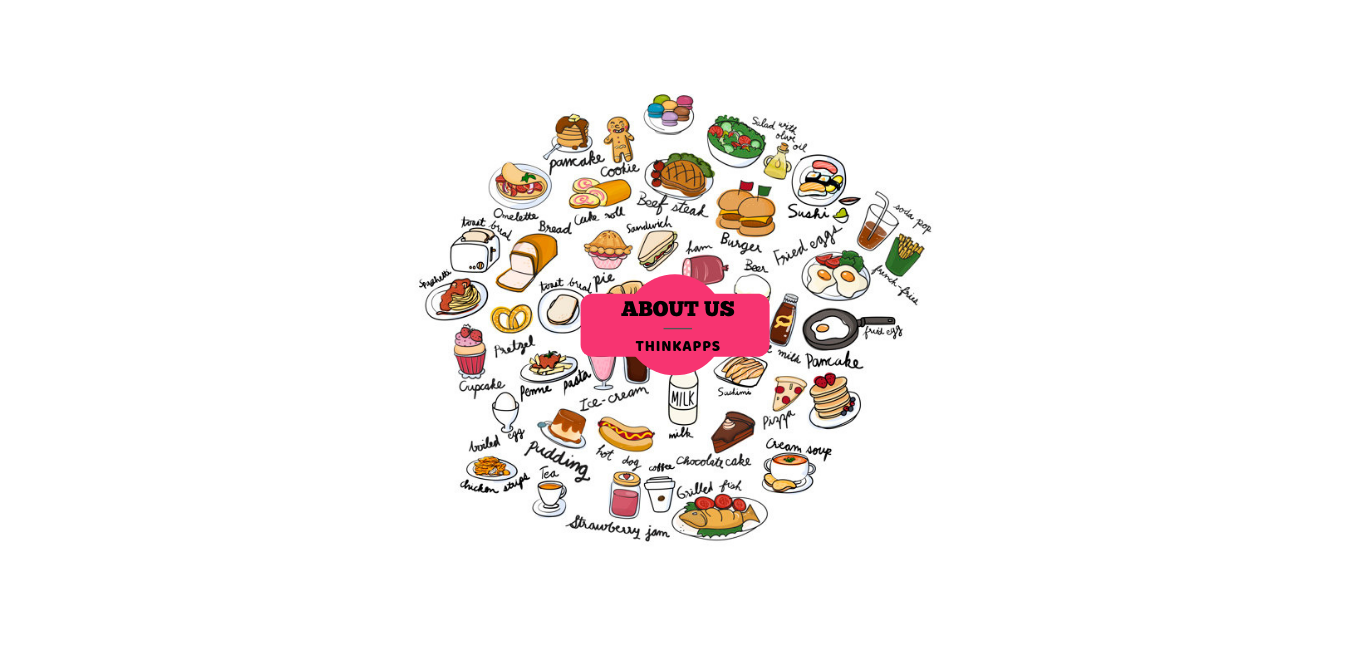 Salad with
olive
oil
pancake
Cookie
Omelette
Cake roll
Beef steak
Sushi
soda pop
toast bread
Bread
Sandwich
Burger
Fried eggs
ham
Beer
Spaghetti
toast bread
pie
french-fries
ABOUT US
THINKAPPS
fried egg
Pretzel
milk
Pancake
Cupcake
Penne pasta
Ice-cream
MILK
Sashimi
Pizza
milk
boiled egg
pudding
hot dog
coffee
Chocolate cake
Cream soup
chicken strips
Tea
Grilled fish
Strawberry jam